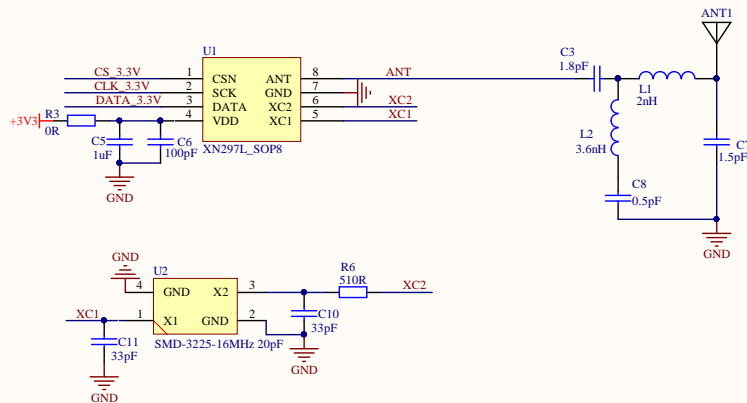 ANT1
U1
C3
1.8pF
CS_3.3V
1
CSN
ANT
8
ANT
CLK_3.3V
2
SCK
GND
7
L1
2nH
DATA_3.3V
3
DATA
XC2
6
XC2
R3
+3V3
0R
4
VDD
XC1
5
XC1
L2
3.6nH
C5
1uF
C6
100pF
XN297L_SOP8
1.5pF
GND
C8
0.5pF
GND
GND
U2
R6
510R
4
GND
X2
3
XC2
XC1
1
X1
GND
2
C10
33pF
C11
33pF
SMD-3225-16MHz 20pF
GND
GND